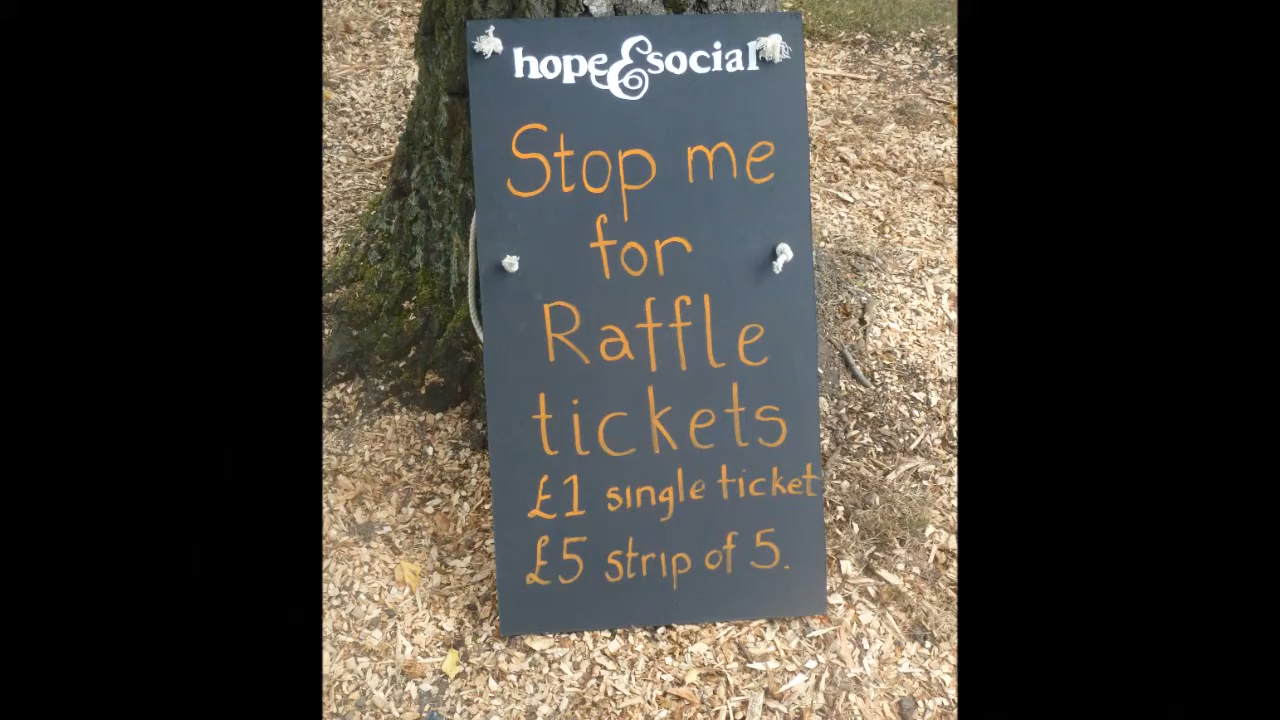 hope&social
Stop me
for
Raffle
tickets
£1 single ticket
£5 strip of 5.